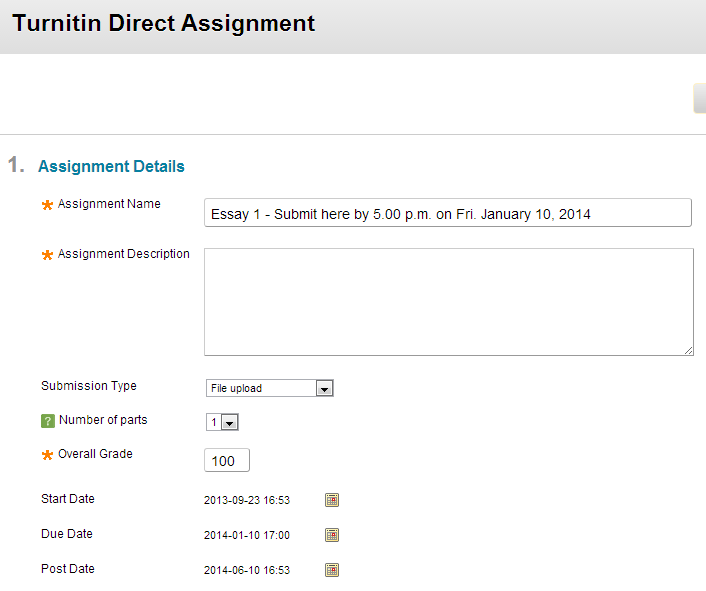 Turnitin Direct Assignment
1. Assignment Details
Assignment Name
Essay 1 - Submit here by 5.00 p.m. on Fri. January 10, 2014
Assignment Description
Submission Type File upload
? Number of parts 1
Overall Grade 100
Start Date 2013-09-23 16:53
Due Date 2014-01-10 17:00
Post Date 2014-06-10 16:53